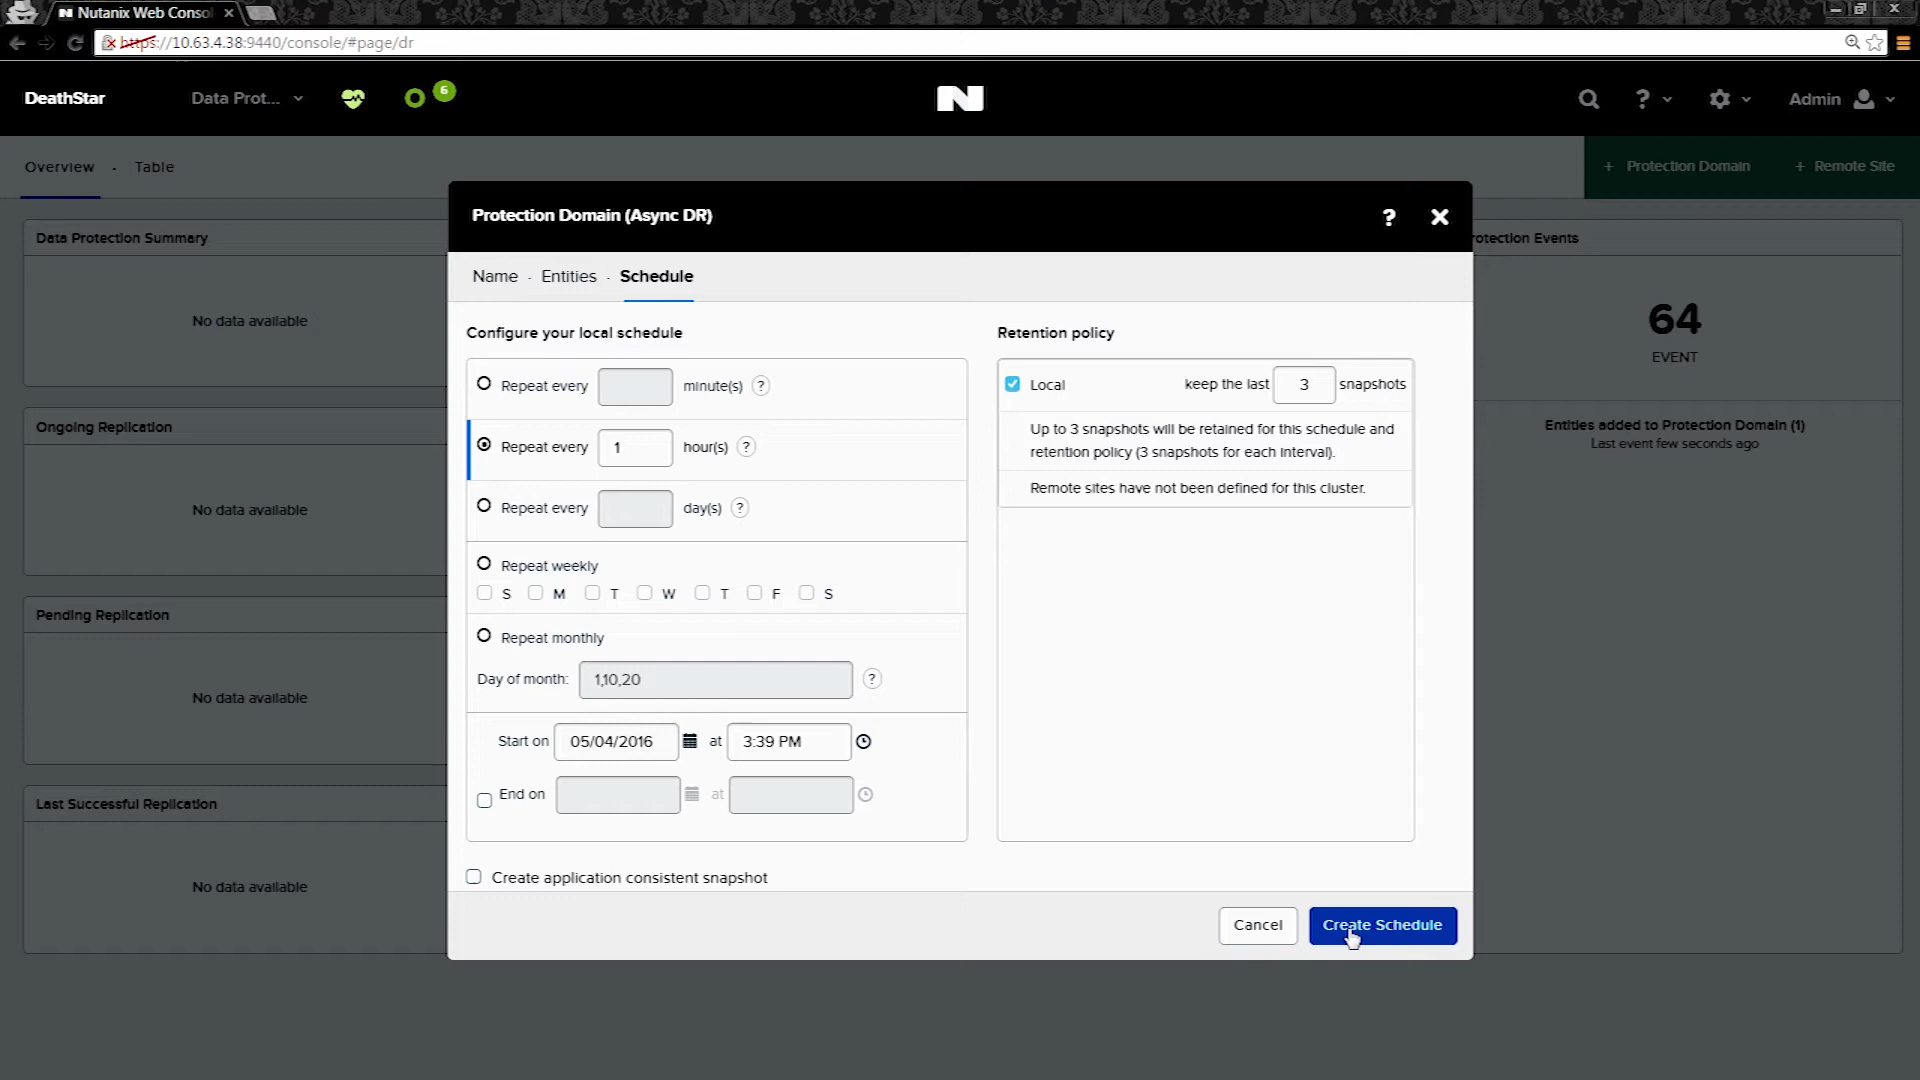 Nutanix Web Consol
https://10.63.4.38:9440/console/#page/dr
DeathStar
Data Prot...
6
N
?
Admin
Overview · Table
+ Protection Domain
+ Remote Site
Data Protection Summary
No data available
Ongoing Replication
No data available
Pending Replication
No data available
Last Successful Replication
No data available
Protection Domain (Async DR)
?
Name · Entities · Schedule
Configure your local schedule
Repeat every minute(s) ?
Repeat every 1 hour(s) ?
Repeat every day(s) ?
Repeat weekly
S M T W T F S
Repeat monthly
Day of month: 1,10,20 ?
Start on 05/04/2016 at 3:39 PM
End on at
Create application consistent snapshot
Retention policy
Local keep the last 3 snapshots
Up to 3 snapshots will be retained for this schedule and
retention policy (3 snapshots for each interval).
Remote sites have not been defined for this cluster.
Cancel
Create Schedule
rotection Events
64
EVENT
Entities added to Protection Domain (1)
Last event few seconds ago